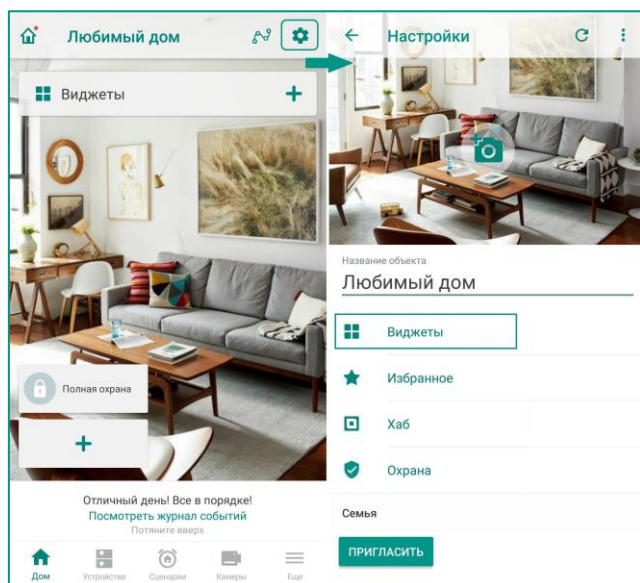 Любимый дом
Виджеты
Полная охрана
Отличный день! Все в порядке!
Посмотреть журнал событий
Потяните вверх
Дом
Устройства
Сценарии
Камеры
Еще
Настройки
Название объекта
Любимый дом
Виджеты
Избранное
Хаб
Охрана
Семья
ПРИГЛАСИТЬ